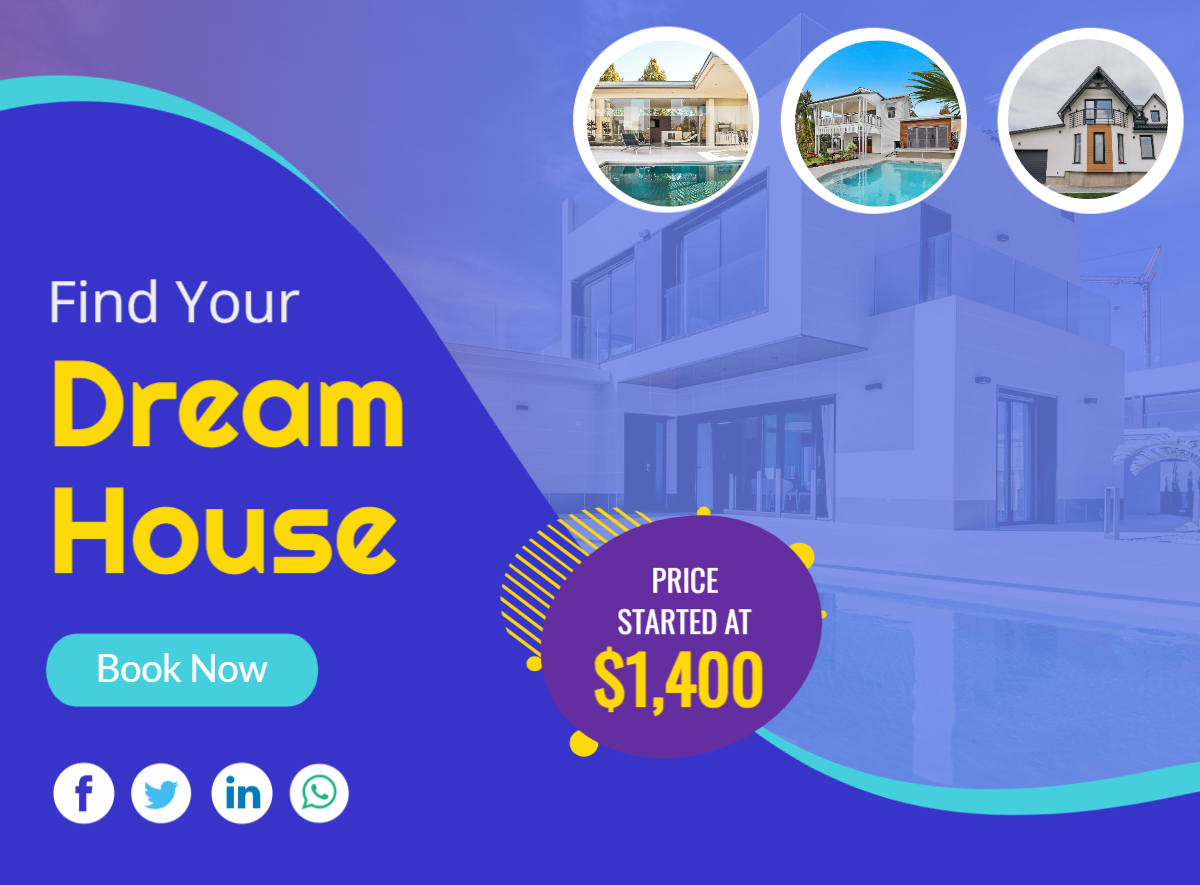 Find Your
Dream
House
Book Now
PRICE
STARTED AT
$1,400